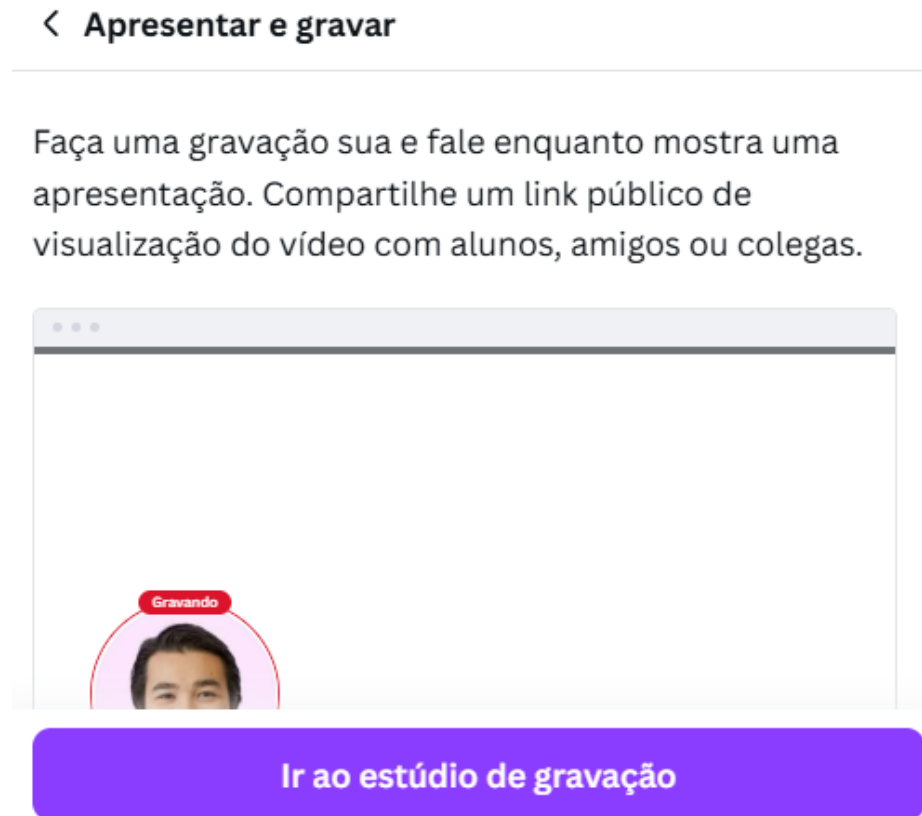 Apresentar e gravar
Faça uma gravação sua e fale enquanto mostra uma
apresentação. Compartilhe um link público de
visualização do vídeo com alunos, amigos ou colegas.
Gravando
Ir ao estúdio de gravação